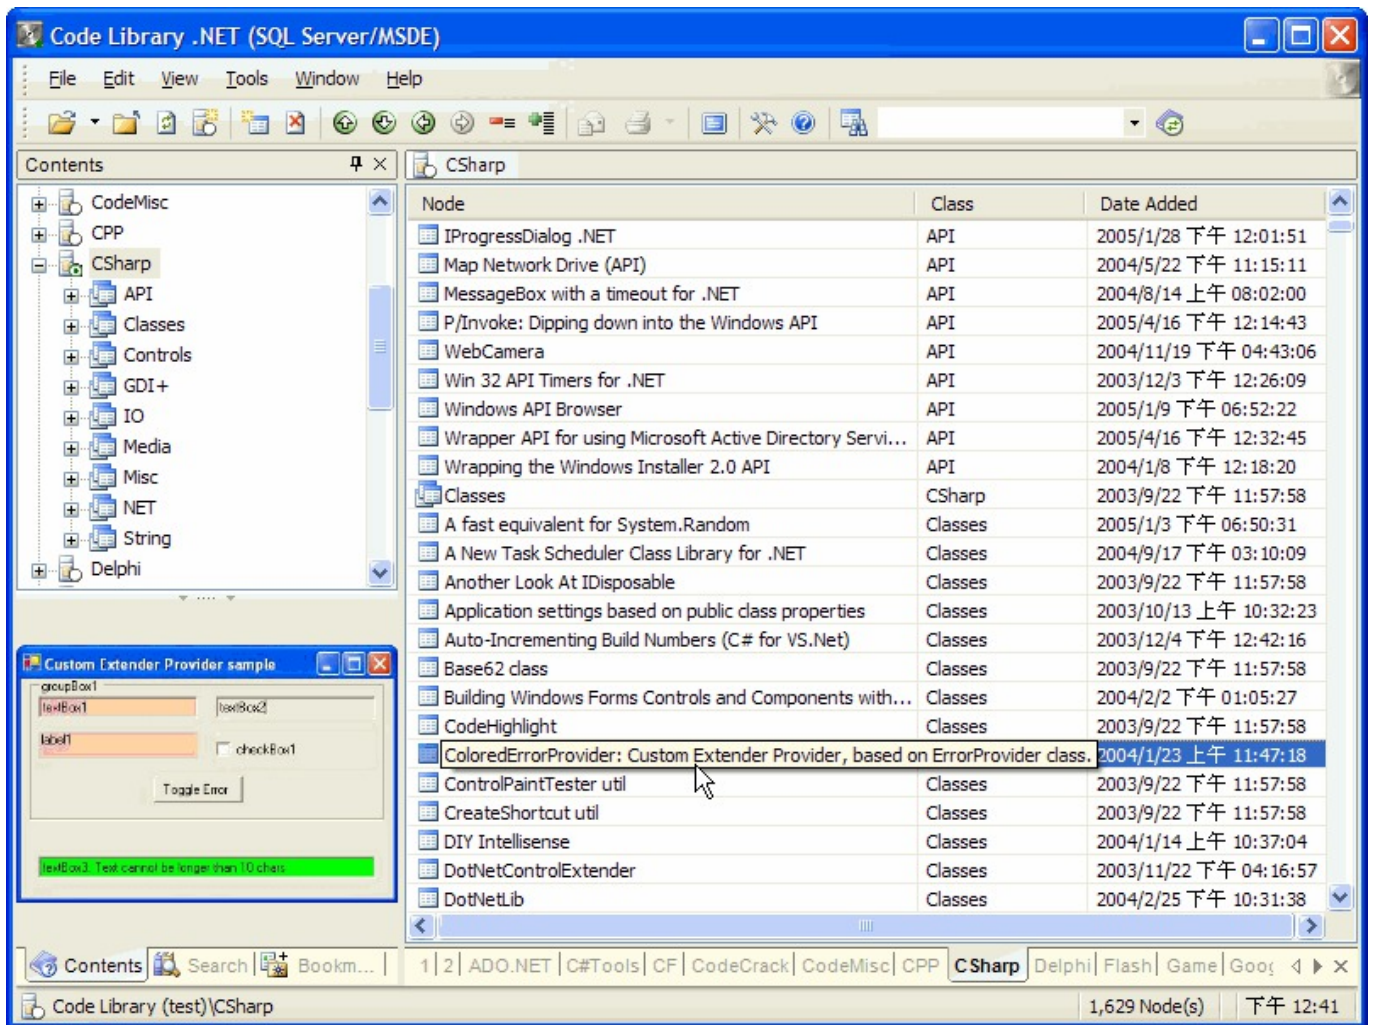 Code Library .NET (SQL Server/MSDE)
File Edit View Tools Window Help
Contents
CSharp
CodeMisc
CPP
CSharp
API
Classes
Controls
GDI+
IO
Media
Misc
NET
String
Delphi
Custom Extender Provider sample
groupBox1
textBox1 textBox2
label1 checkBox1
Toggle Error
textBox3. Text cannot be longer than 10 chars
Node Class Date Added
IProgressDialog .NET API 2005/1/28 下午 12:01:51
Map Network Drive (API) API 2004/5/22 下午 11:15:11
MessageBox with a timeout for .NET API 2004/8/14 上午 08:02:00
P/Invoke: Dipping down into the Windows API API 2005/4/16 下午 12:14:43
WebCamera API 2004/11/19 下午 04:43:06
Win 32 API Timers for .NET API 2003/12/3 下午 12:26:09
Windows API Browser API 2005/1/9 下午 06:52:22
Wrapper API for using Microsoft Active Directory Servi... API 2005/4/16 下午 12:32:45
Wrapping the Windows Installer 2.0 API API 2004/1/8 下午 12:18:20
Classes CSharp 2003/9/22 下午 11:57:58
A fast equivalent for System.Random Classes 2005/1/3 下午 06:50:31
A New Task Scheduler Class Library for .NET Classes 2004/9/17 下午 03:10:09
Another Look At IDisposable Classes 2003/9/22 下午 11:57:58
Application settings based on public class properties Classes 2003/10/13 上午 10:32:23
Auto-Incrementing Build Numbers (C# for VS.Net) Classes 2003/12/4 下午 12:42:16
Base62 class Classes 2003/9/22 下午 11:57:58
Building Windows Forms Controls and Components with... Classes 2004/2/2 下午 01:05:27
CodeHighlight Classes 2003/9/22 下午 11:57:58
ColoredErrorProvider: Custom Extender Provider, based on ErrorProvider class. 2004/1/23 上午 11:47:18
ControlPaintTester util Classes 2003/9/22 下午 11:57:58
CreateShortcut util Classes 2003/9/22 下午 11:57:58
DIY Intellisense Classes 2004/1/14 上午 10:37:04
DotNetControlExtender Classes 2003/11/22 下午 04:16:57
DotNetLib Classes 2004/2/25 下午 10:31:38
Contents Search Bookm...
1 2 ADO.NET C#Tools CF CodeCrack CodeMisc CPP CSharp Delphi Flash Game
Code Library (test)\CSharp 1,629 Node(s) 下午 12:41